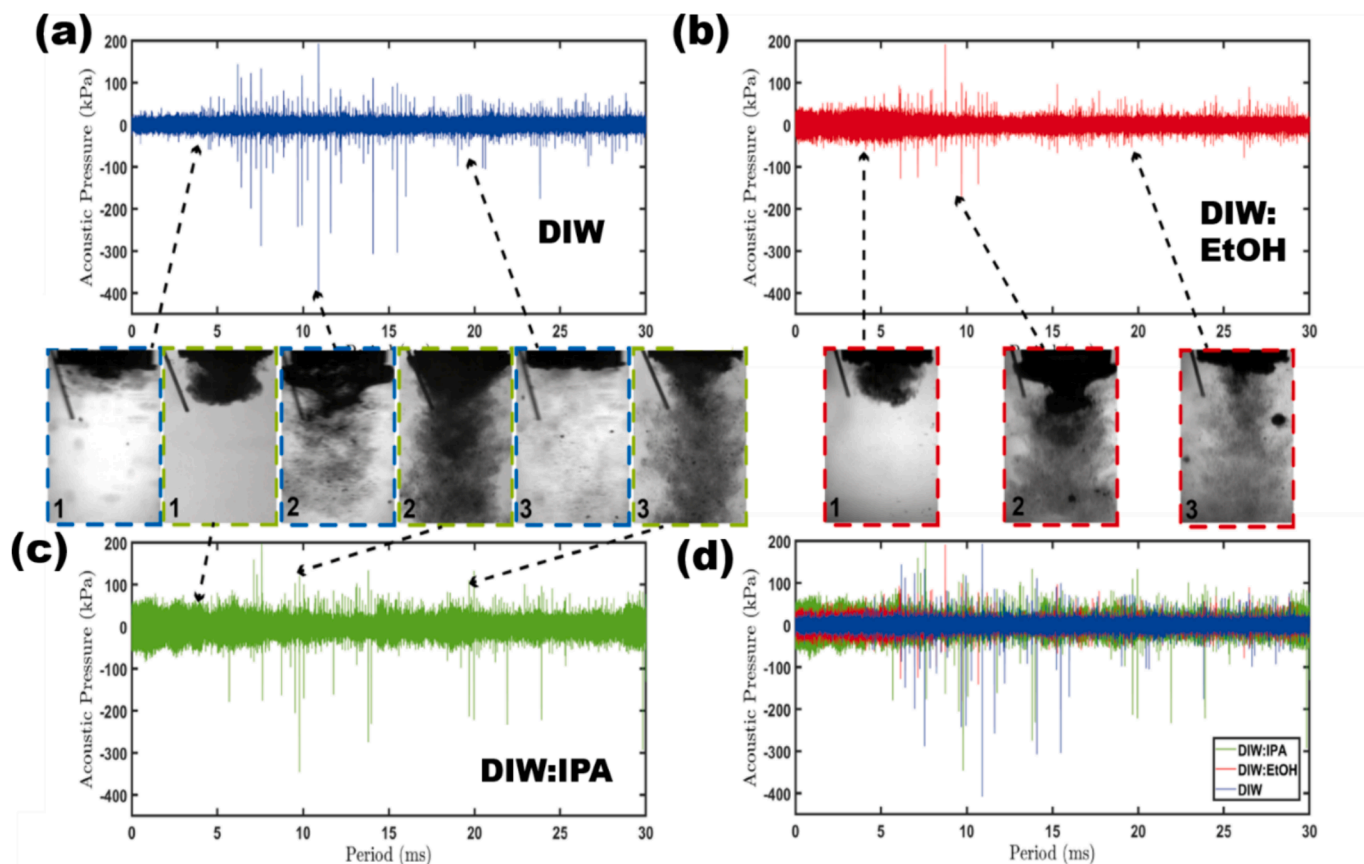 (a)
200
100
0
-100
-200
-300
-400
Acoustic Pressure (kPa)
DIW
0 5 10 15 20 25 30
(b)
200
100
0
-100
-200
-300
-400
Acoustic Pressure (kPa)
DIW:
EtOH
0 5 10 15 20 25 30
1 1 2 2 3 3
1 2 3
(c)
200
100
0
-100
-200
-300
-400
Acoustic Pressure (kPa)
DIW:IPA
0 5 10 15 20 25 30
Period (ms)
(d)
200
100
0
-100
-200
-300
-400
Acoustic Pressure (kPa)
DIW:IPA
DIW:EtOH
DIW
0 5 10 15 20 25 30
Period (ms)